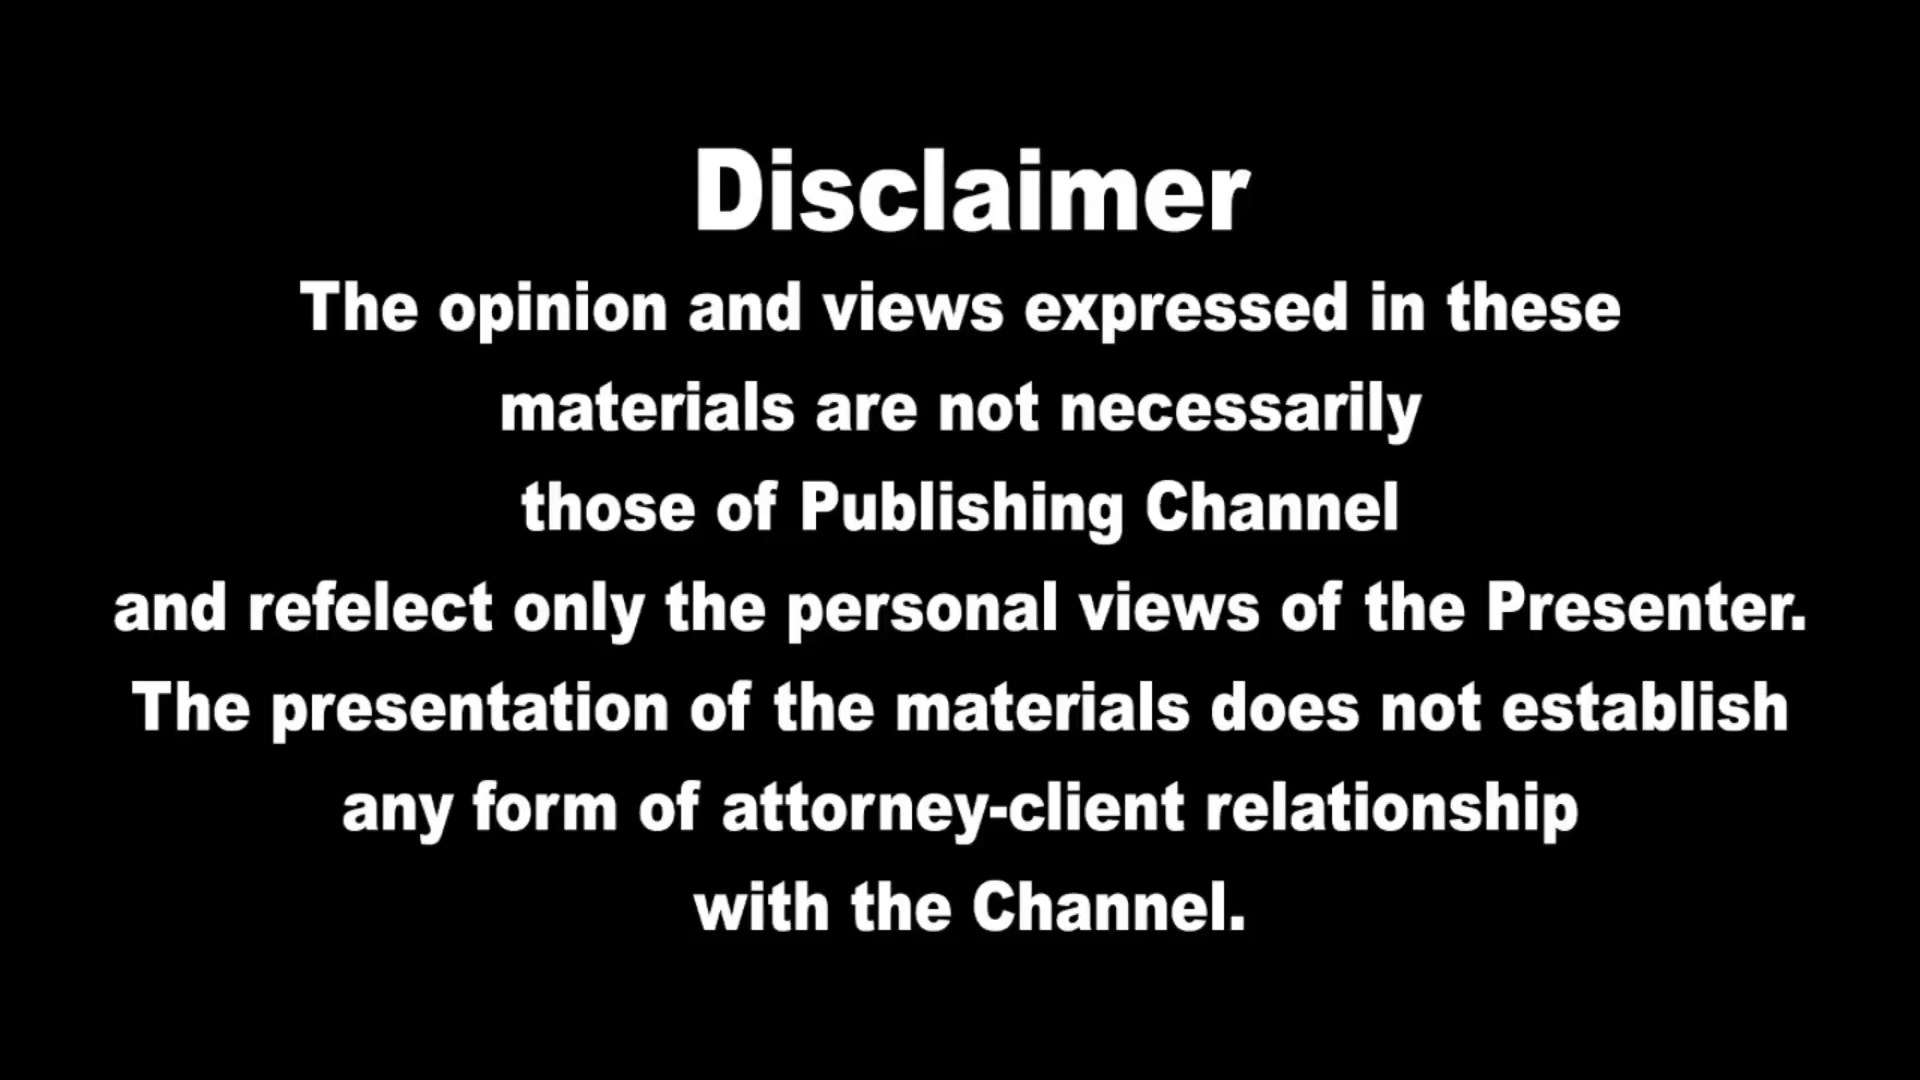 Disclaimer
The opinion and views expressed in these
materials are not necessarily
those of Publishing Channel
and refelect only the personal views of the Presenter.
The presentation of the materials does not establish
any form of attorney-client relationship
with the Channel.